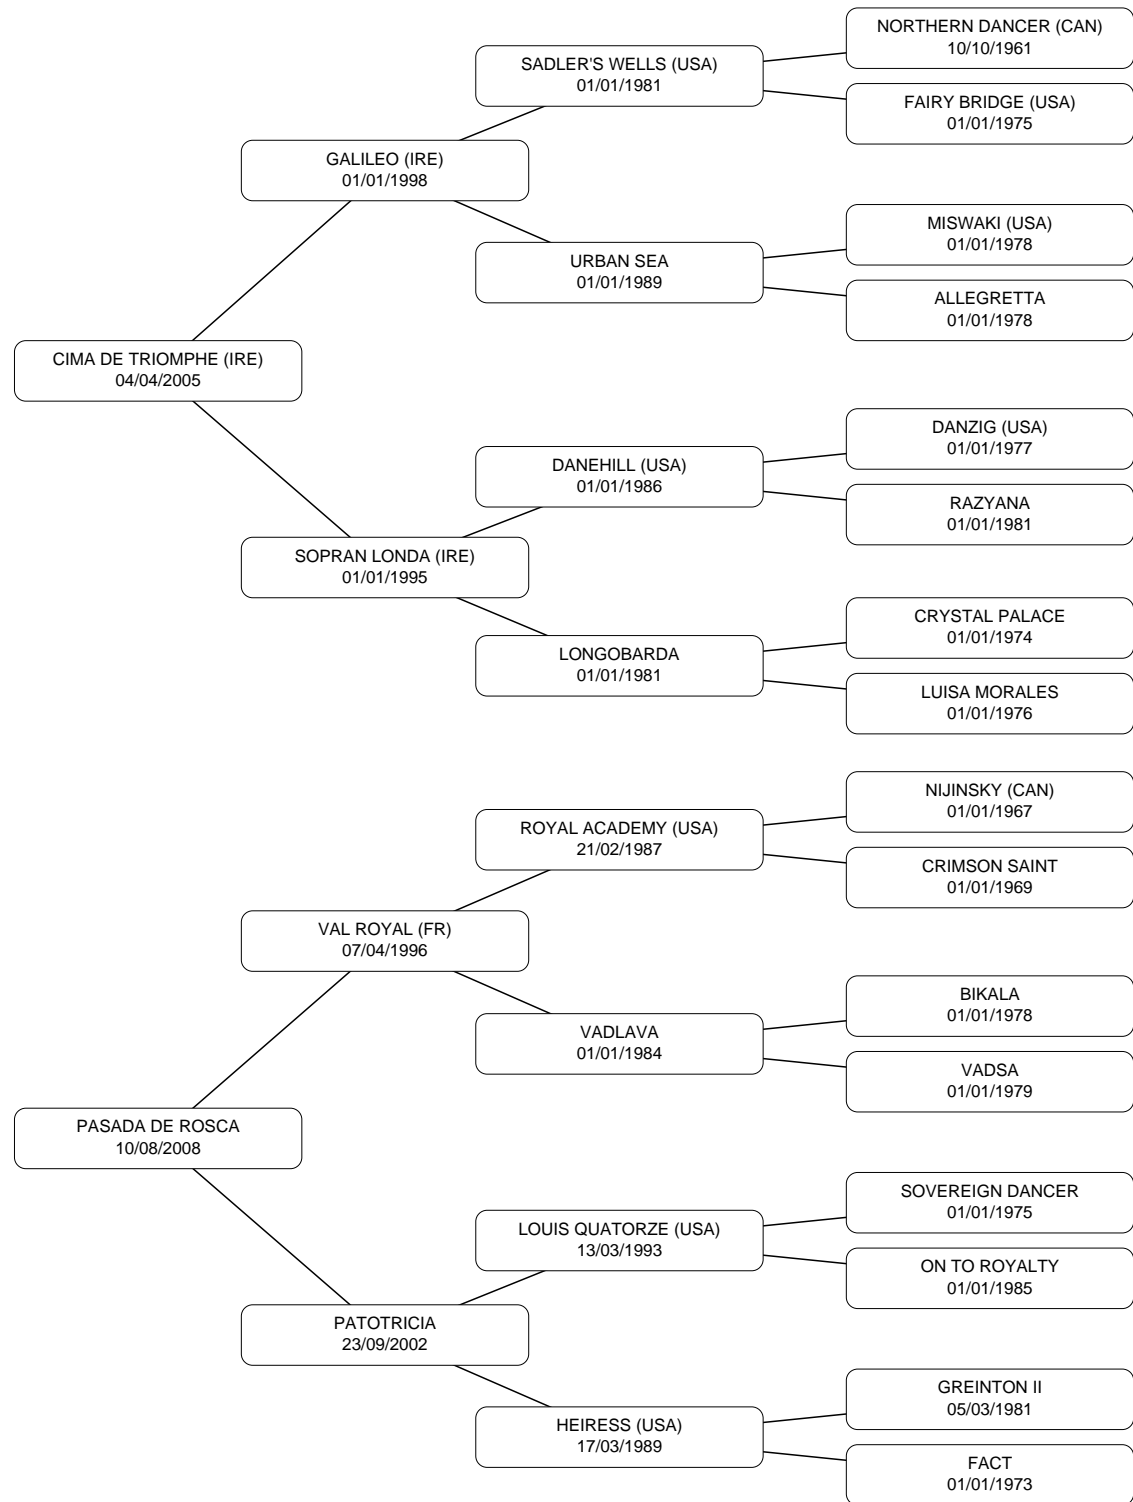 NORTHERN DANCER (CAN)
10/10/1961
SADLER'S WELLS (USA)
01/01/1981
FAIRY BRIDGE (USA)
01/01/1975
GALILEO (IRE)
01/01/1998
MISWAKI (USA)
01/01/1978
URBAN SEA
01/01/1989
ALLEGRETTA
01/01/1978
CIMA DE TRIOMPHE (IRE)
04/04/2005
DANZIG (USA)
01/01/1977
DANEHILL (USA)
01/01/1986
RAZYANA
01/01/1981
SOPRAN LONDA (IRE)
01/01/1995
CRYSTAL PALACE
01/01/1974
LONGOBARDA
01/01/1981
LUISA MORALES
01/01/1976
NIJINSKY (CAN)
01/01/1967
ROYAL ACADEMY (USA)
21/02/1987
CRIMSON SAINT
01/01/1969
VAL ROYAL (FR)
07/04/1996
BIKALA
01/01/1978
VADLAVA
01/01/1984
VADSA
01/01/1979
PASADA DE ROSCA
10/08/2008
SOVEREIGN DANCER
01/01/1975
LOUIS QUATORZE (USA)
13/03/1993
ON TO ROYALTY
01/01/1985
PATOTRICIA
23/09/2002
GREINTON II
05/03/1981
HEIRESS (USA)
17/03/1989
FACT
01/01/1973